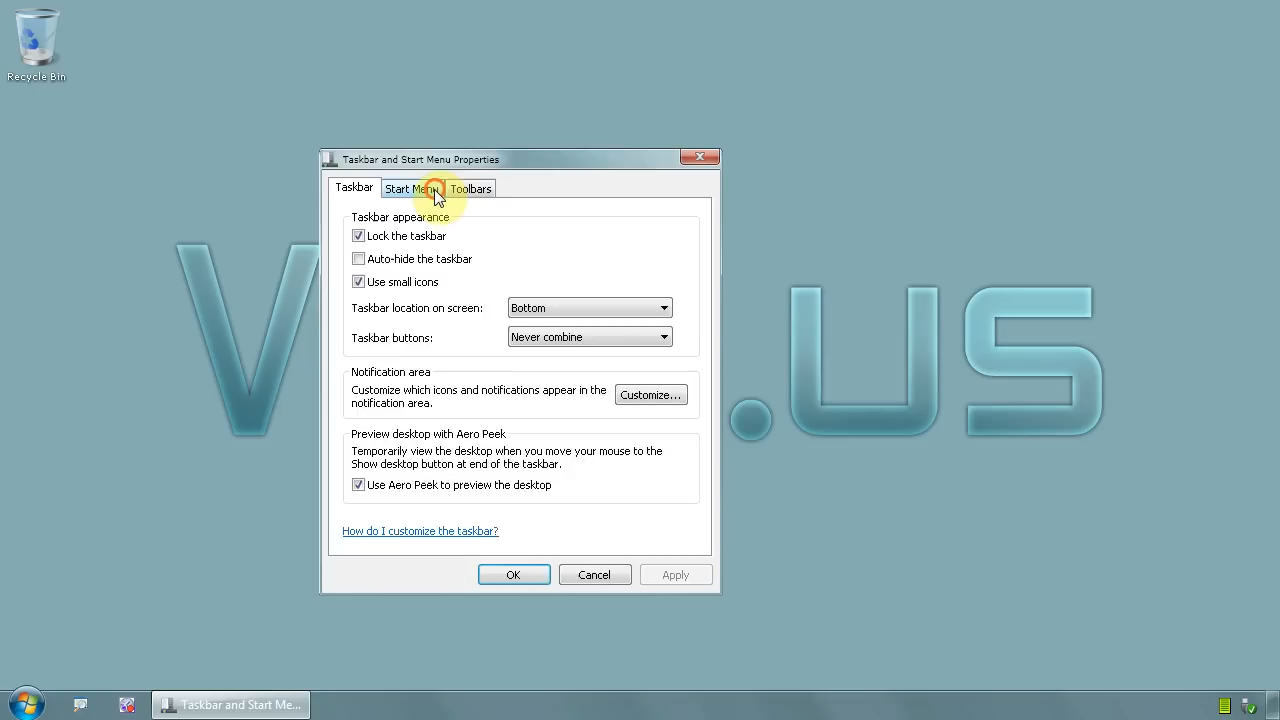 Recycle Bin
Taskbar and Start Menu Properties
Taskbar
Start Menu
Toolbars
Taskbar appearance
Lock the taskbar
Auto-hide the taskbar
Use small icons
Taskbar location on screen:
Bottom
Taskbar buttons:
Never combine
Notification area
Customize which icons and notifications appear in the
notification area.
Customize...
Preview desktop with Aero Peek
Temporarily view the desktop when you move your mouse to the
Show desktop button at end of the taskbar.
Use Aero Peek to preview the desktop
How do I customize the taskbar?
OK
Cancel
Apply
.US
Taskbar and Start Me...